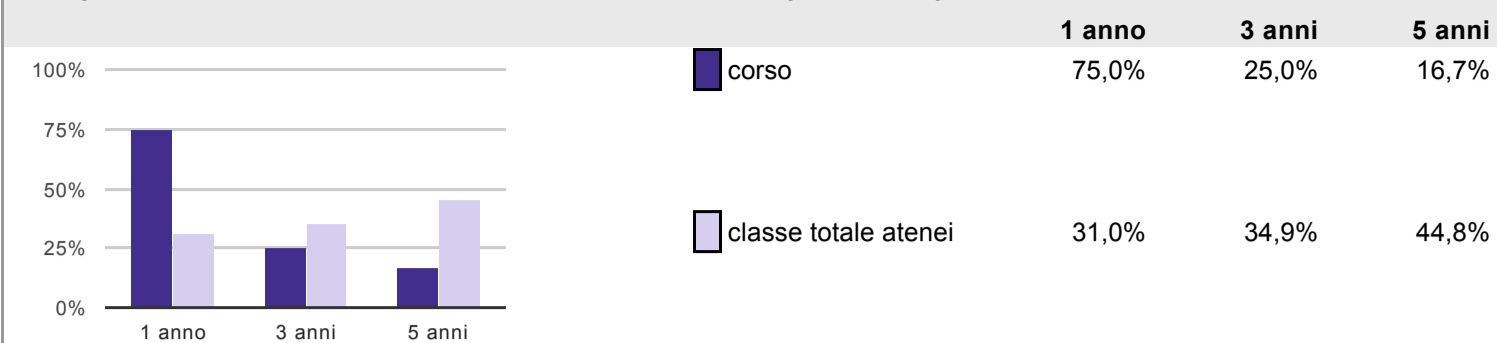 1 anno 3 anni 5 anni
100%
75%
50%
25%
0%
1 anno 3 anni 5 anni
corso 75,0% 25,0% 16,7%
classe totale atenei 31,0% 34,9% 44,8%